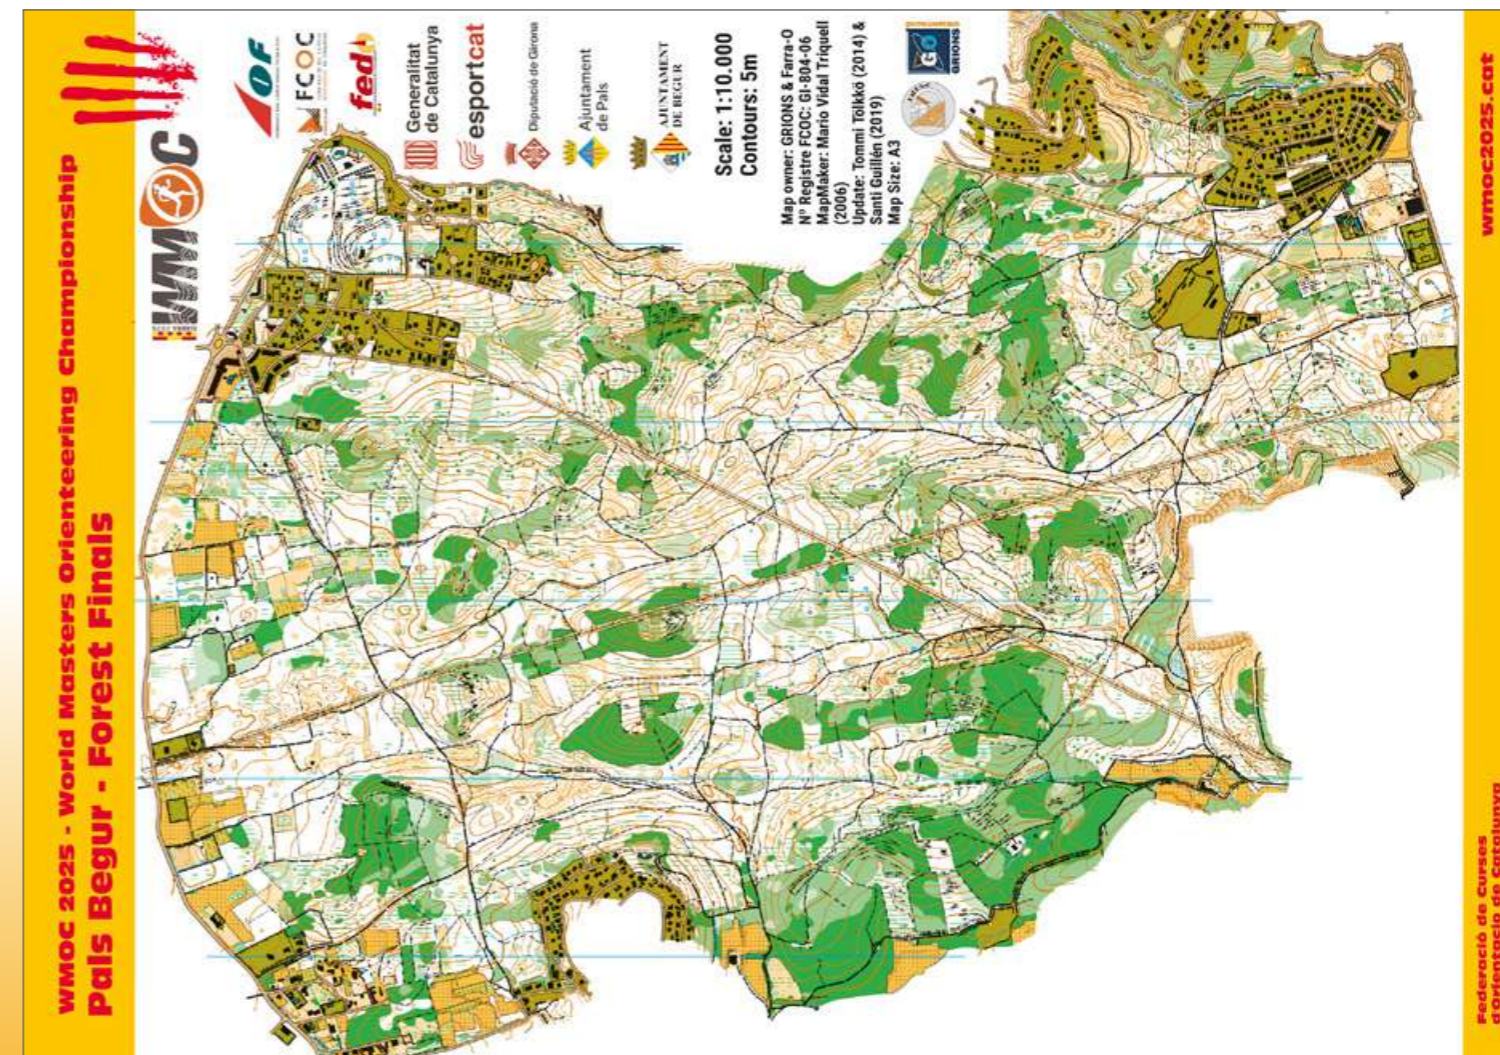 WMOC 2025 - World Masters Orienteering Championship
Pals Begur - Forest Finals
WMOC
IOF
FCOC
fedo
Generalitat
de Catalunya
esportcat
Diputació de Girona
Ajuntament
de Pals
AJUNTAMENT
DE BEGUR
Scale: 1:10.000
Contours: 5m
Map owner: GRIONS & Farra-O
Nº Registre FCOC: GI-804-06
MapMaker: Mario Vidal Triquell
(2006)
Update: Tommi Tölkkö (2014) &
Santi Guillén (2019)
Map Size: A3
GO
GRIONS
wmoc2025.cat
Federació de Curses
d'Orientació de Catalunya